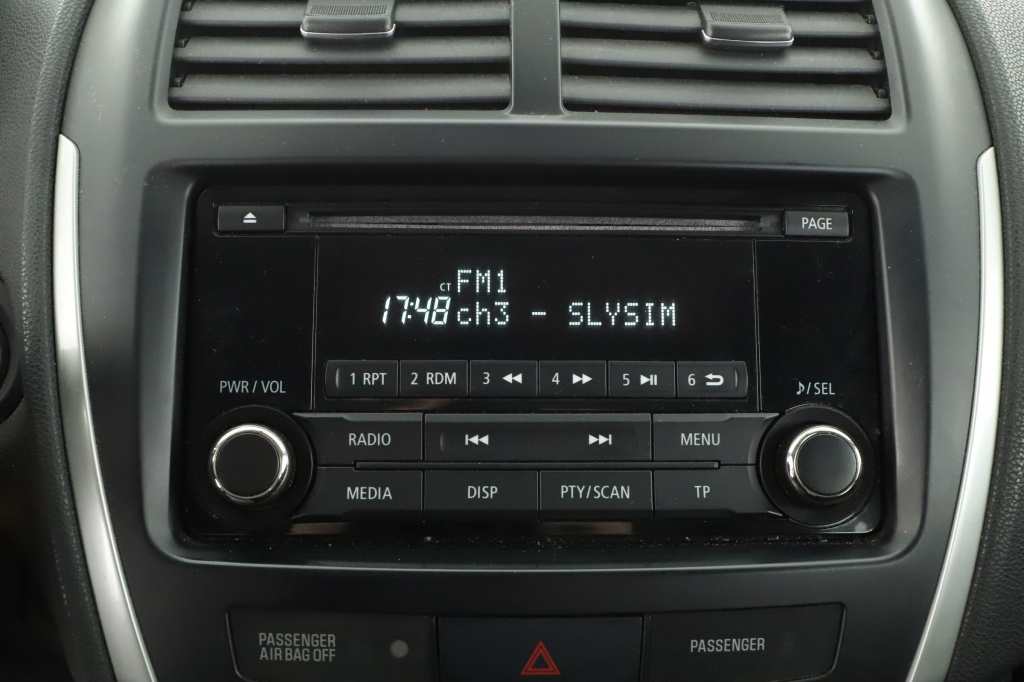 PAGE
CT FM1
17:48 ch3 - SLYSIM
1 RPT 2 RDM 3 4 5 6
PWR / VOL
♪/SEL
RADIO MENU
MEDIA DISP PTY/SCAN TP
PASSENGER
AIR BAG OFF
PASSENGER